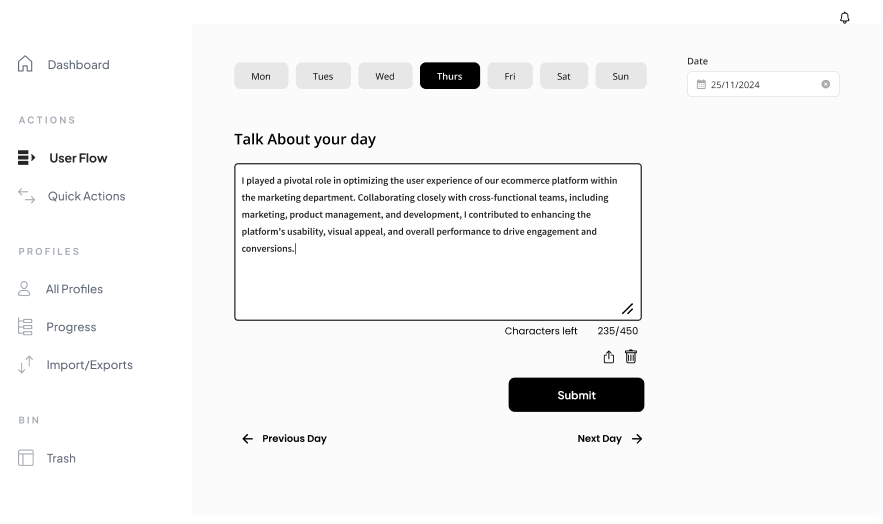 Dashboard
ACTIONS
User Flow
Quick Actions
PROFILES
All Profiles
Progress
Import/Exports
BIN
Trash
Mon
Tues
Wed
Thurs
Fri
Sat
Sun
Date
25/11/2024
Talk About your day
I played a pivotal role in optimizing the user experience of our ecommerce platform within
the marketing department. Collaborating closely with cross-functional teams, including
marketing, product management, and development, I contributed to enhancing the
platform's usability, visual appeal, and overall performance to drive engagement and
conversions.
Characters left 235/450
Submit
Previous Day
Next Day